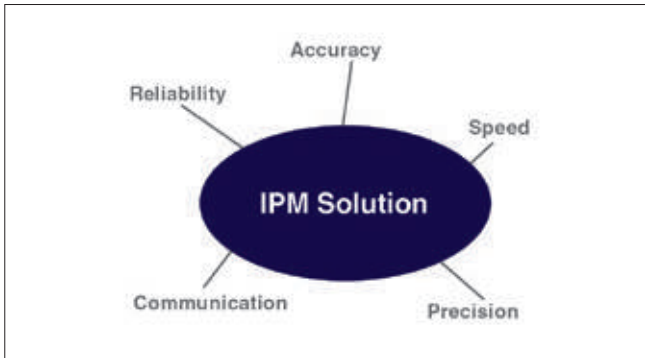 Accuracy
Reliability
Speed
IPM Solution
Communication
Precision